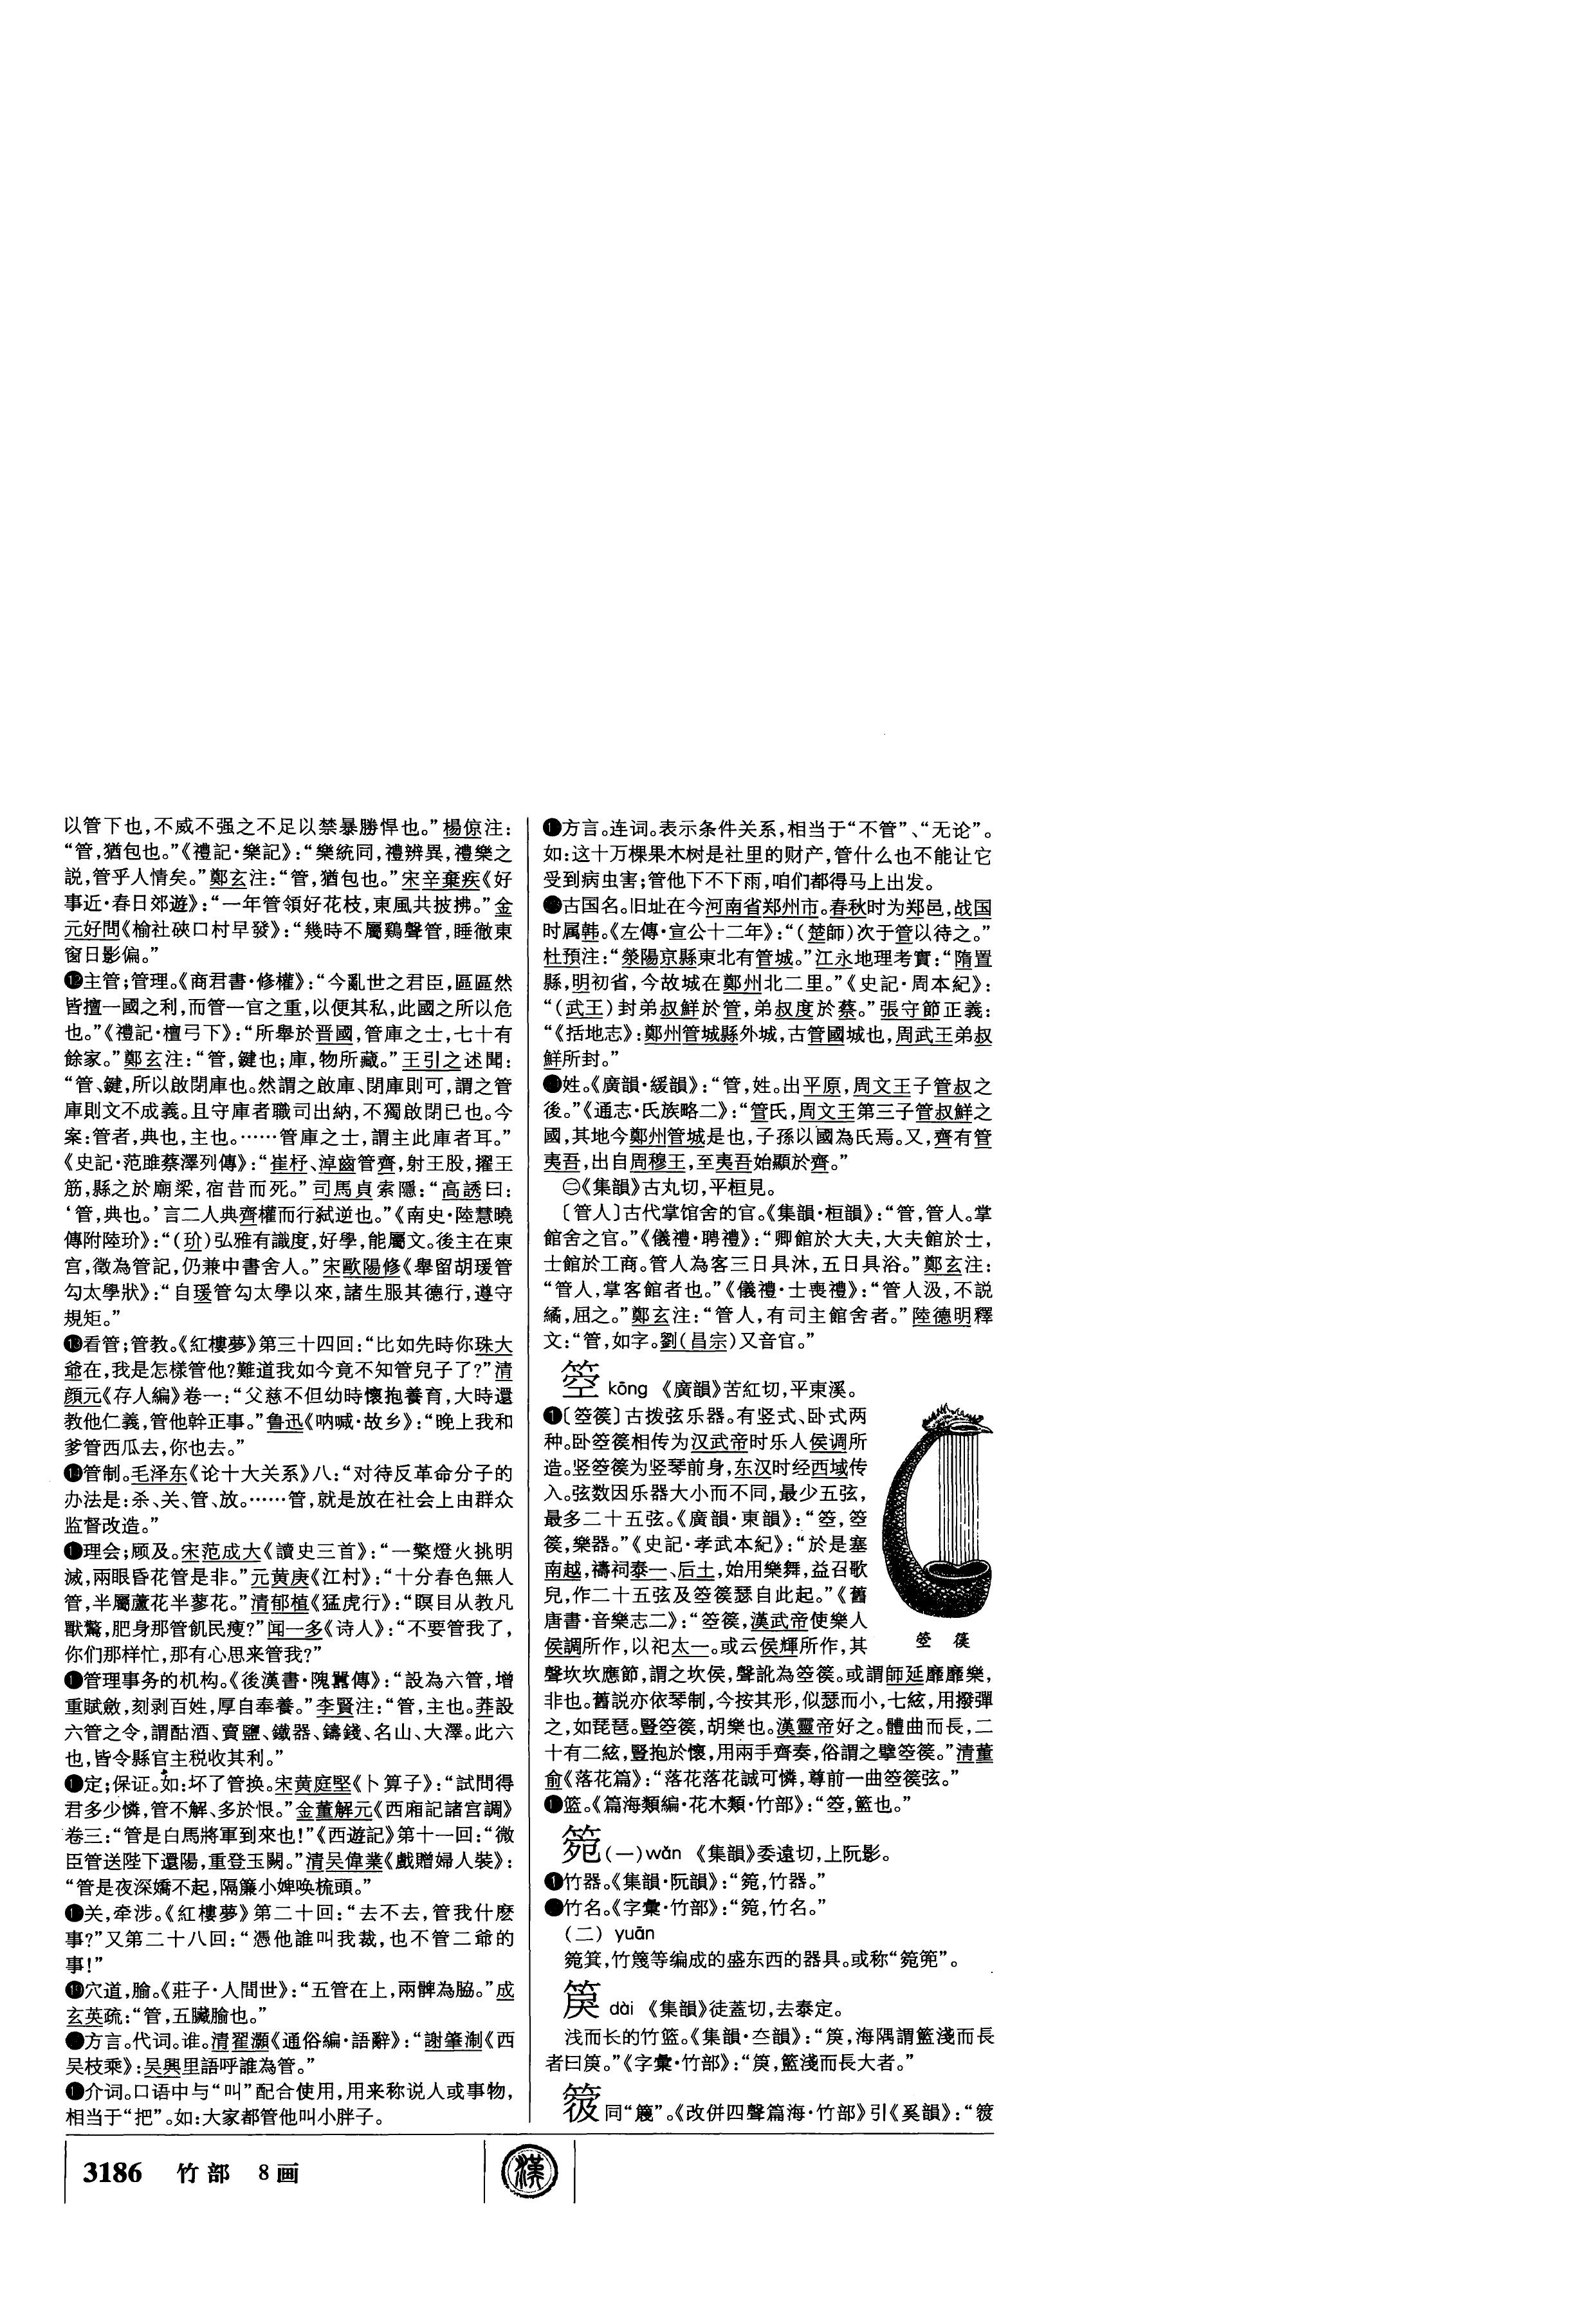 以管下也,不威不强之不足以禁暴勝悍也。”楊倞注:
“管,猶包也。”《禮記·樂記》:“樂統同,禮辨異,禮樂之
説,管乎人情矣。”鄭玄注:“管,猶包也。”宋辛棄疾《好
事近·春日郊遊》:“一年管領好花枝,東風共披拂。”金
元好問《榆社硤口村早發》:“幾時不屬鷄聲管,睡徹東
窗日影偏。”
⓬主管;管理。《商君書·修權》:“今亂世之君臣,區區然
皆擅一國之利,而管一官之重,以便其私,此國之所以危
也。”《禮記·檀弓下》:“所舉於晋國,管庫之士,七十有
餘家。”鄭玄注:“管,鍵也;庫,物所藏。”王引之述聞:
“管、鍵,所以啟閉庫也。然謂之啟庫、閉庫則可,謂之管
庫則文不成義。且守庫者職司出納,不獨啟閉已也。今
案:管者,典也,主也。……管庫之士,謂主此庫者耳。”
《史記·范雎蔡澤列傳》:“崔杼、淖齒管齊,射王股,擢王
筋,縣之於廟梁,宿昔而死。”司馬貞索隱:“高誘曰:
‘管,典也。’言二人典齊權而行弑逆也。”《南史·陸慧曉
傳附陸玠》:“(玠)弘雅有識度,好學,能屬文。後主在東
宫,徵為管記,仍兼中書舍人。”宋歐陽修《舉留胡瑗管
勾太學狀》:“自瑗管勾太學以來,諸生服其德行,遵守
規矩。”
⓭看管;管教。《紅樓夢》第三十四回:“比如先時你珠大
爺在,我是怎樣管他?難道我如今竟不知管兒子了?”清
顔元《存人編》卷一:“父慈不但幼時懷抱養育,大時還
教他仁義,管他幹正事。”鲁迅《呐喊·故乡》:“晚上我和
爹管西瓜去,你也去。”
⓮管制。毛泽东《论十大关系》八:“对待反革命分子的
办法是:杀、关、管、放。……管,就是放在社会上由群众
监督改造。”
❶理会;顾及。宋范成大《讀史三首》:“一檠燈火挑明
滅,兩眼昏花管是非。”元黄庚《江村》:“十分春色無人
管,半屬蘆花半蓼花。”清郁植《猛虎行》:“瞑目从教凡
獸驚,肥身那管飢民瘦?”闻一多《诗人》:“不要管我了,
你们那样忙,那有心思来管我?”
❶管理事务的机构。《後漢書·隗囂傳》:“設為六管,增
重賦斂,刻剥百姓,厚自奉養。”李賢注:“管,主也。莽設
六管之令,謂酤酒、賣鹽、鐵器、鑄錢、名山、大澤。此六
也,皆令縣官主税收其利。”
❶定;保证。如:坏了管换。宋黄庭堅《卜算子》:“試問得
君多少憐,管不解、多於恨。”金董解元《西廂記諸宫調》
卷三:“管是白馬將軍到來也!”《西遊記》第十一回:“微
臣管送陛下還陽,重登玉闕。”清吴偉業《戲贈婦人裝》:
“管是夜深嬌不起,隔簾小婢唤梳頭。”
❶关,牵涉。《紅樓夢》第二十回:“去不去,管我什麽
事?”又第二十八回:“憑他誰叫我裁,也不管二爺的
事!”
⓳穴道,腧。《莊子·人間世》:“五管在上,兩髀為脇。”成
玄英疏:“管,五臟腧也。”
●方言。代词。谁。清翟灝《通俗編·語辭》:“謝肇淛《西
吴枝乘》:吴興里語呼誰為管。”
❶介词。口语中与“叫”配合使用,用来称说人或事物,
相当于“把”。如:大家都管他叫小胖子。
❶方言。连词。表示条件关系,相当于“不管”、“无论”。
如:这十万棵果木树是社里的财产,管什么也不能让它
受到病虫害;管他下不下雨,咱们都得马上出发。
●古国名。旧址在今河南省郑州市。春秋时为郑邑,战国
时属韩。《左傳·宣公十二年》:“(楚師)次于管以待之。”
杜預注:“滎陽京縣東北有管城。”江永地理考實:“隋置
縣,明初省,今故城在鄭州北二里。”《史記·周本紀》:
“(武王)封弟叔鮮於管,弟叔度於蔡。”張守節正義:
“《括地志》:鄭州管城縣外城,古管國城也,周武王弟叔
鮮所封。”
●姓。《廣韻·緩韻》:“管,姓。出平原,周文王子管叔之
後。”《通志·氏族略二》:“管氏,周文王第三子管叔鮮之
國,其地今鄭州管城是也,子孫以國為氏焉。又,齊有管
夷吾,出自周穆王,至夷吾始顯於齊。”
㊁《集韻》古丸切,平桓見。
〔管人〕古代掌馆舍的官。《集韻·桓韻》:“管,管人。掌
館舍之官。”《儀禮·聘禮》:“卿館於大夫,大夫館於士,
士館於工商。管人為客三日具沐,五日具浴。”鄭玄注:
“管人,掌客館者也。”《儀禮·士喪禮》:“管人汲,不説
繘,屈之。”鄭玄注:“管人,有司主館舍者。”陸德明釋
文:“管,如字。劉(昌宗)又音官。”
箜 kōng 《廣韻》苦紅切,平東溪。
❶〔箜篌〕古拨弦乐器。有竖式、卧式两
种。卧箜篌相传为汉武帝时乐人侯调所
造。竖箜篌为竖琴前身,东汉时经西域传
入。弦数因乐器大小而不同,最少五弦,
最多二十五弦。《廣韻·東韻》:“箜,箜
篌,樂器。”《史記·孝武本紀》:“於是塞
南越,禱祠泰一、后土,始用樂舞,益召歌
兒,作二十五弦及箜篌瑟自此起。”《舊
唐書·音樂志二》:“箜篌,漢武帝使樂人
侯調所作,以祀太一。或云侯輝所作,其
箜 篌
聲坎坎應節,謂之坎侯,聲訛為箜篌。或謂師延靡靡樂,
非也。舊説亦依琴制,今按其形,似瑟而小,七絃,用撥彈
之,如琵琶。豎箜篌,胡樂也。漢靈帝好之。體曲而長,二
十有二絃,豎抱於懷,用兩手齊奏,俗謂之擘箜篌。”清董
俞《落花篇》:“落花落花誠可憐,尊前一曲箜篌弦。”
❶篮。《篇海類編·花木類·竹部》:“箜,籃也。”
箢 (一)wǎn 《集韻》委遠切,上阮影。
❶竹器。《集韻·阮韻》:“箢,竹器。”
●竹名。《字彙·竹部》:“箢,竹名。”
(二) yuān
箢箕,竹篾等编成的盛东西的器具。或称“箢篼”。
䈆 dài 《集韻》徒蓋切,去泰定。
浅而长的竹篮。《集韻·夳韻》:“䈆,海隅謂籃淺而長
者曰䈆。”《字彙·竹部》:“䈆,籃淺而長大者。”
同“籆”。《改併四聲篇海·竹部》引《奚韻》:“
3186 竹部 8画
漢